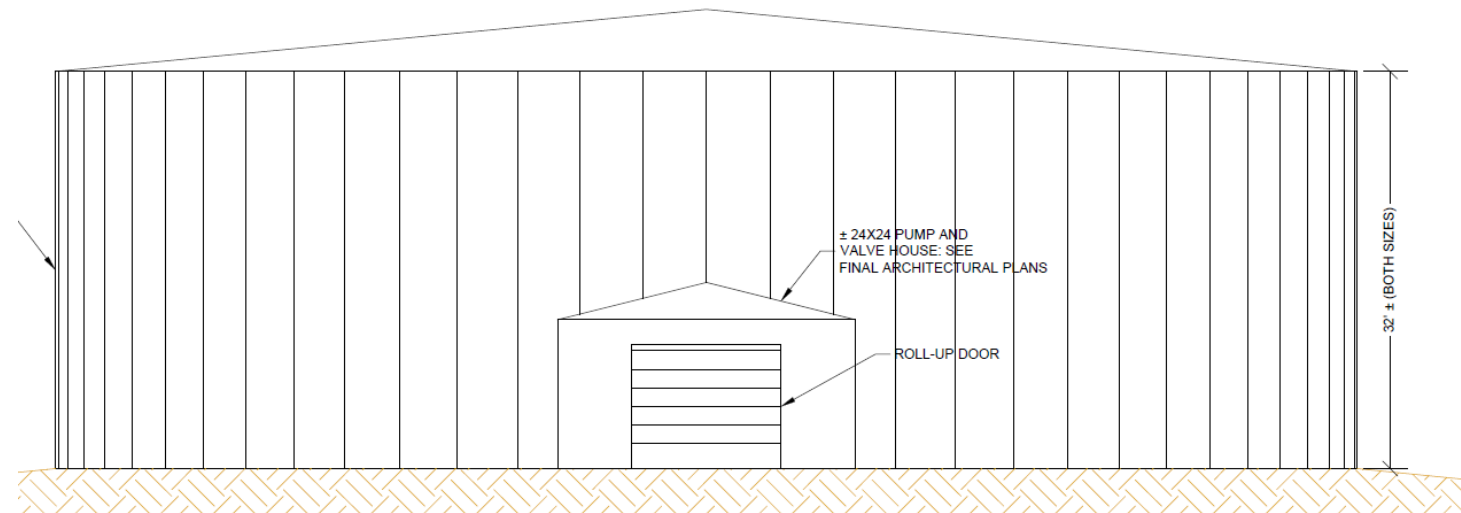 ± 24X24 PUMP AND
VALVE HOUSE: SEE
FINAL ARCHITECTURAL PLANS
32' ± (BOTH SIZES)
ROLL-UP DOOR